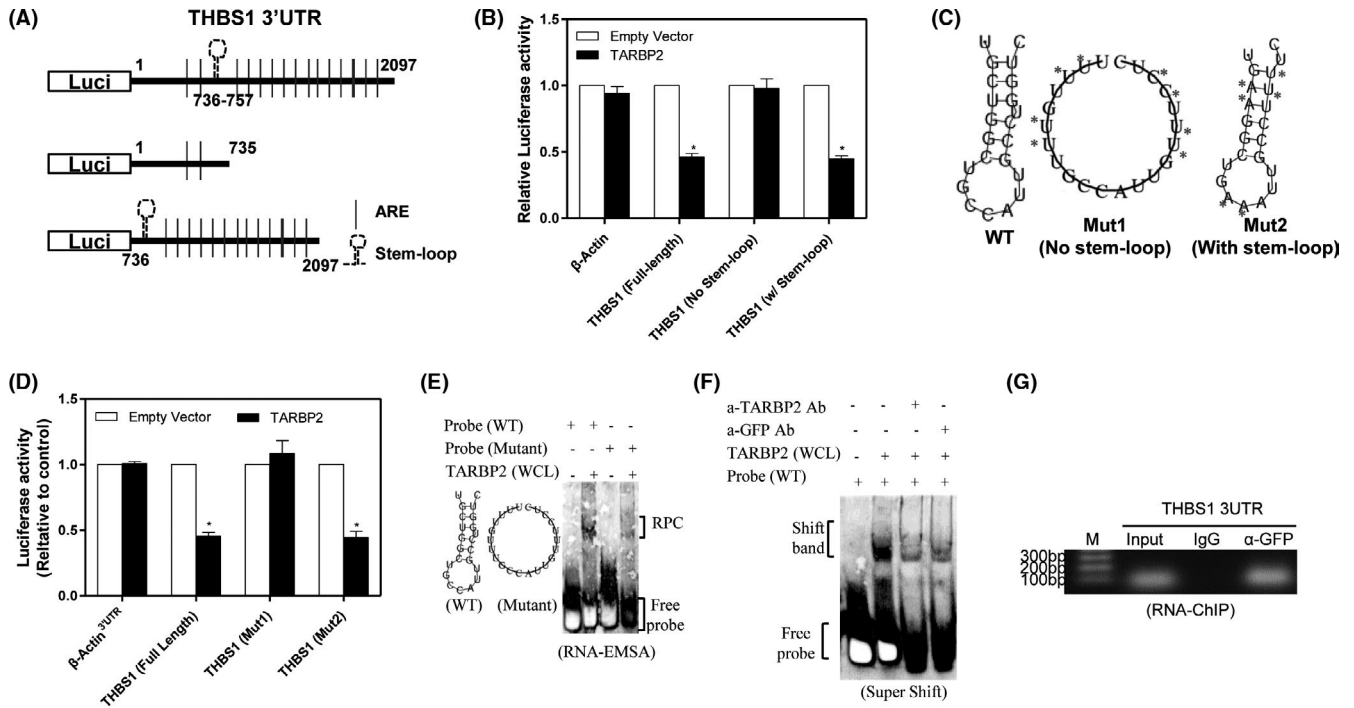 (A)
THBS1 3'UTR
Luci
1
2097
736-757
Luci
1
735
Luci
736
2097
ARE
Stem-loop
(B)
Relative Luciferase activity
1.5
1.0
0.5
0.0
Empty Vector
TARBP2
*
*
β-Actin
THBS1 (Full-length)
THBS1 (No Stem-loop)
THBS1 (w/ Stem-loop)
(C)
WT
Mut1
(No stem-loop)
Mut2
(With stem-loop)
(D)
Luciferase activity
(Reltative to control)
1.5
1.0
0.5
0.0
Empty Vector
TARBP2
*
*
β-Actin3'UTR
THBS1 (Full Length)
THBS1 (Mut1)
THBS1 (Mut2)
(E)
Probe (WT) + + - -
Probe (Mutant) - - + +
TARBP2 (WCL) - + - +
RPC
Free
probe
(WT)
(Mutant)
(RNA-EMSA)
(F)
a-TARBP2 Ab - - + -
a-GFP Ab - - - +
TARBP2 (WCL) - + + +
Probe (WT) + + + +
Shift
band
Free
probe
(Super Shift)
(G)
THBS1 3UTR
M Input IgG α-GFP
300bp
200bp
100bp
(RNA-ChIP)